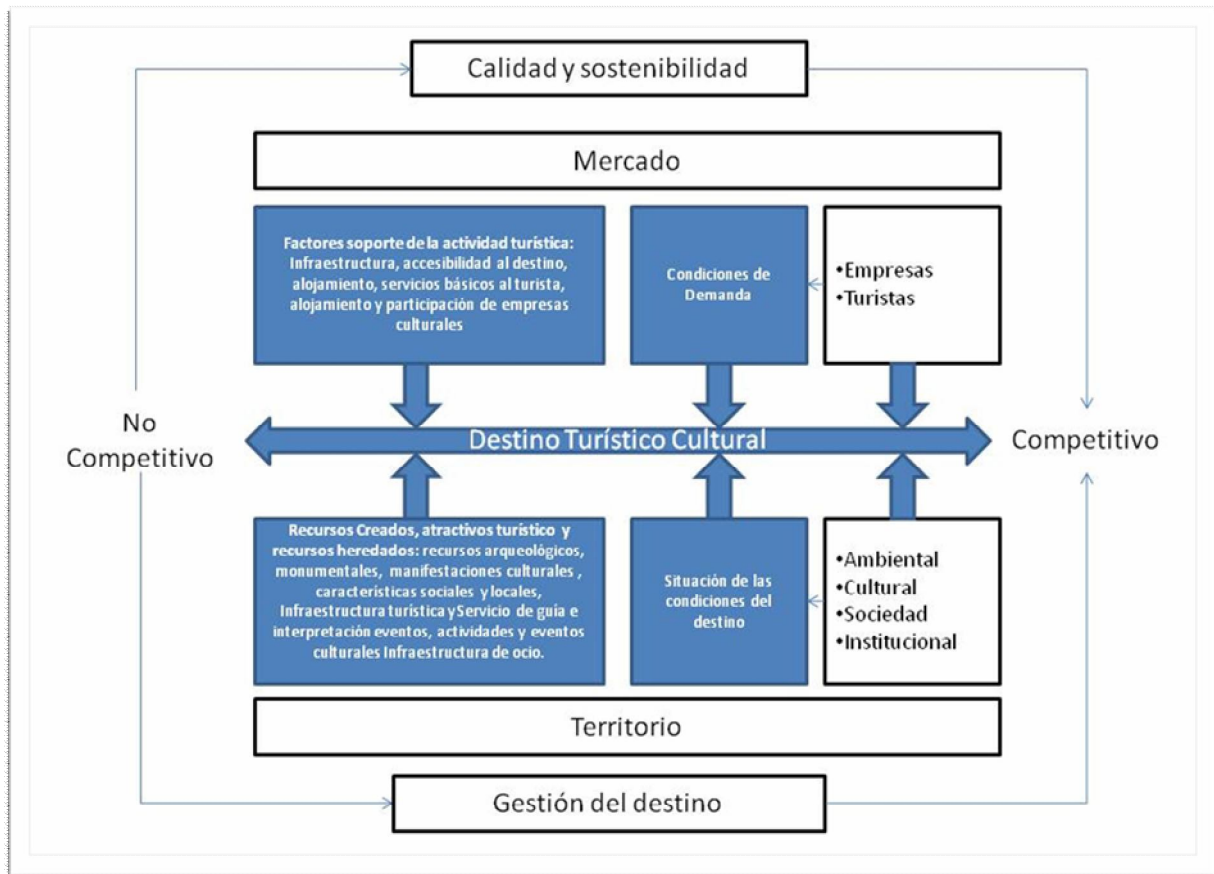 Calidad y sostenibilidad
Mercado
Factores soporte de la actividad turística:
Infraestructura, accesibilidad al destino,
alojamiento, servicios básicos al turista,
alojamiento y participación de empresas
culturales
Condiciones de
Demanda
•Empresas
•Turistas
No
Competitivo
Destino Turístico Cultural
Competitivo
Recursos Creados, atractivos turístico y
recursos heredados: recursos arqueológicos,
monumentales, manifestaciones culturales ,
características sociales y locales,
Infraestructura turística y Servicio de guía e
interpretación eventos, actividades y eventos
culturales Infraestructura de ocio.
Situación de las
condiciones del
destino
•Ambiental
•Cultural
•Sociedad
•Institucional
Territorio
Gestión del destino